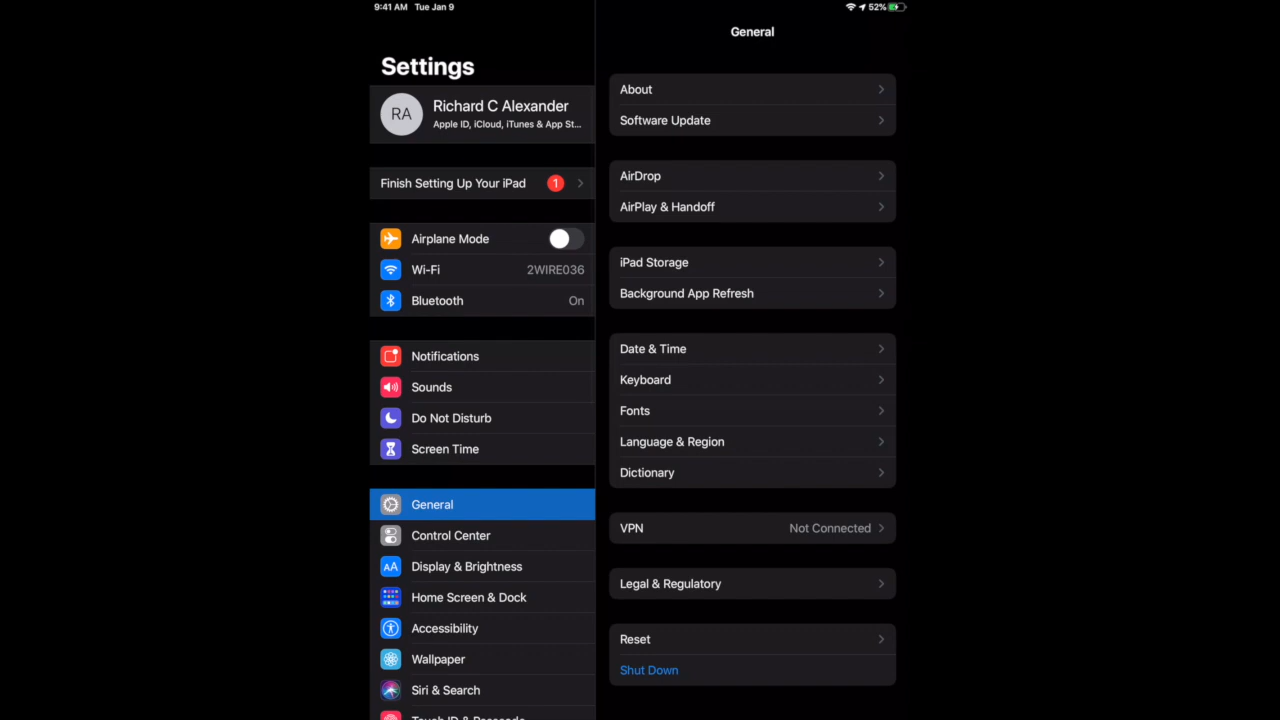 9:41 AM Tue Jan 9
52%
Settings
RA
Richard C Alexander
Apple ID, iCloud, iTunes & App St...
Finish Setting Up Your iPad 1
Airplane Mode
Wi-Fi 2WIRE036
Bluetooth On
Notifications
Sounds
Do Not Disturb
Screen Time
General
Control Center
AA Display & Brightness
Home Screen & Dock
Accessibility
Wallpaper
Siri & Search
Touch ID & Passcode
General
About
Software Update
AirDrop
AirPlay & Handoff
iPad Storage
Background App Refresh
Date & Time
Keyboard
Fonts
Language & Region
Dictionary
VPN Not Connected
Legal & Regulatory
Reset
Shut Down